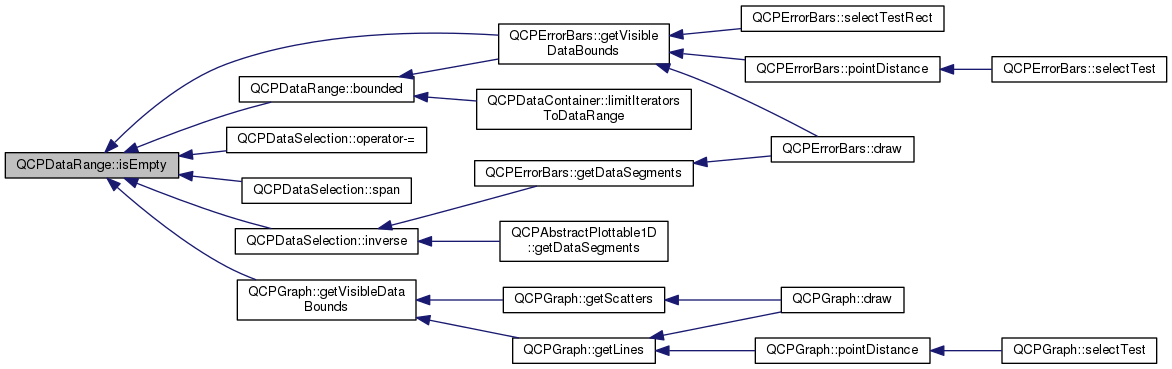 QCPDataRange::isEmpty
QCPErrorBars::getVisible
DataBounds
QCPErrorBars::selectTestRect
QCPErrorBars::pointDistance
QCPErrorBars::selectTest
QCPDataRange::bounded
QCPDataContainer::limitIterators
ToDataRange
QCPDataSelection::operator-=
QCPErrorBars::draw
QCPErrorBars::getDataSegments
QCPDataSelection::span
QCPDataSelection::inverse
QCPAbstractPlottable1D
::getDataSegments
QCPGraph::getVisibleData
Bounds
QCPGraph::getScatters
QCPGraph::draw
QCPGraph::getLines
QCPGraph::pointDistance
QCPGraph::selectTest